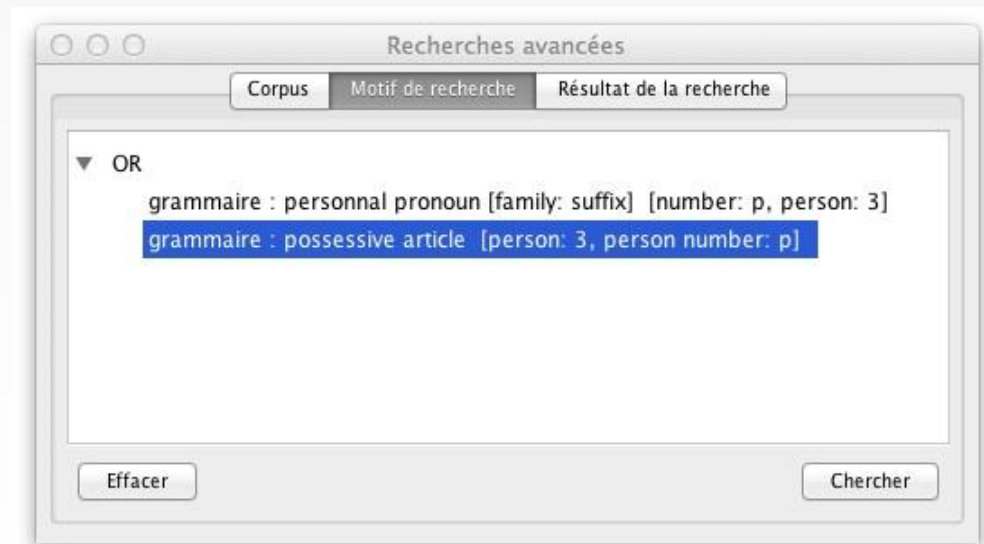 Recherches avancées
Corpus Motif de recherche Résultat de la recherche
OR
grammaire : personnal pronoun [family: suffix] [number: p, person: 3]
grammaire : possessive article [person: 3, person number: p]
Effacer Chercher